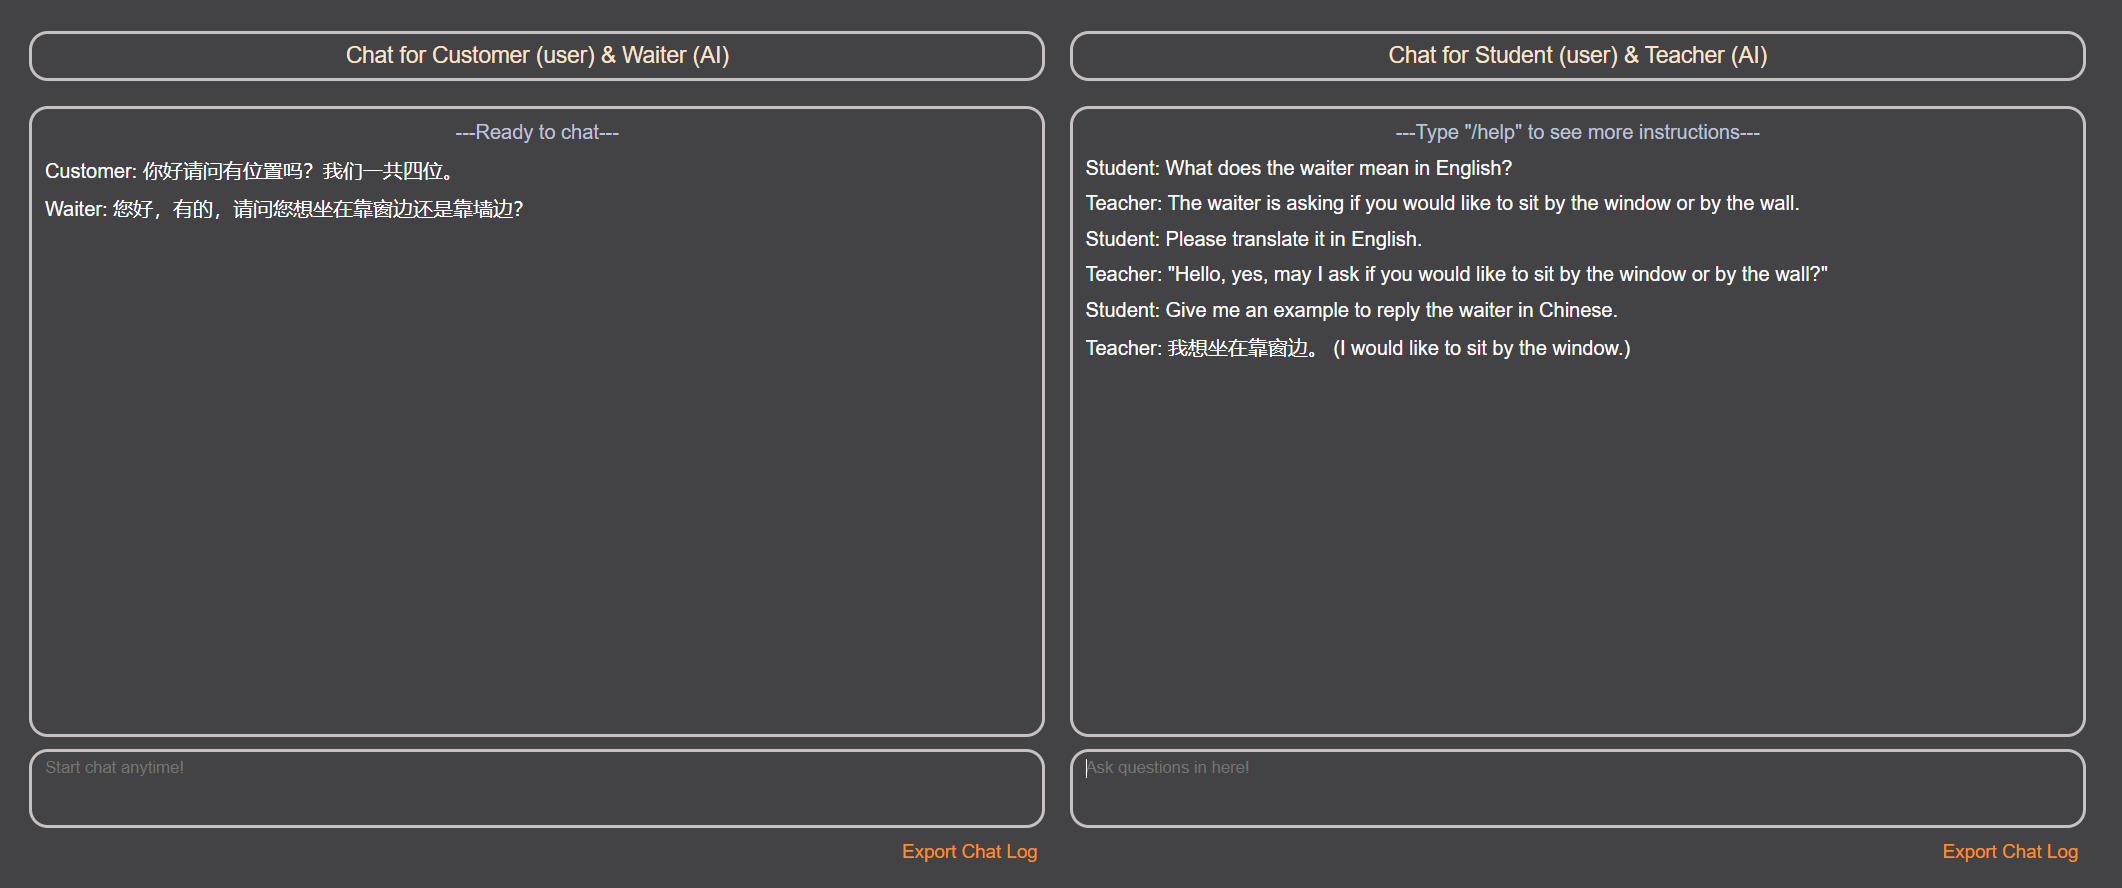 Chat for Customer (user) & Waiter (AI)
---Ready to chat---
Customer: 你好请问有位置吗？我们一共四位。
Waiter: 您好，有的，请问您想坐在靠窗边还是靠墙边？
Start chat anytime!
Export Chat Log
Chat for Student (user) & Teacher (AI)
---Type "/help" to see more instructions---
Student: What does the waiter mean in English?
Teacher: The waiter is asking if you would like to sit by the window or by the wall.
Student: Please translate it in English.
Teacher: "Hello, yes, may I ask if you would like to sit by the window or by the wall?"
Student: Give me an example to reply the waiter in Chinese.
Teacher: 我想坐在靠窗边。 (I would like to sit by the window.)
Ask questions in here!
Export Chat Log